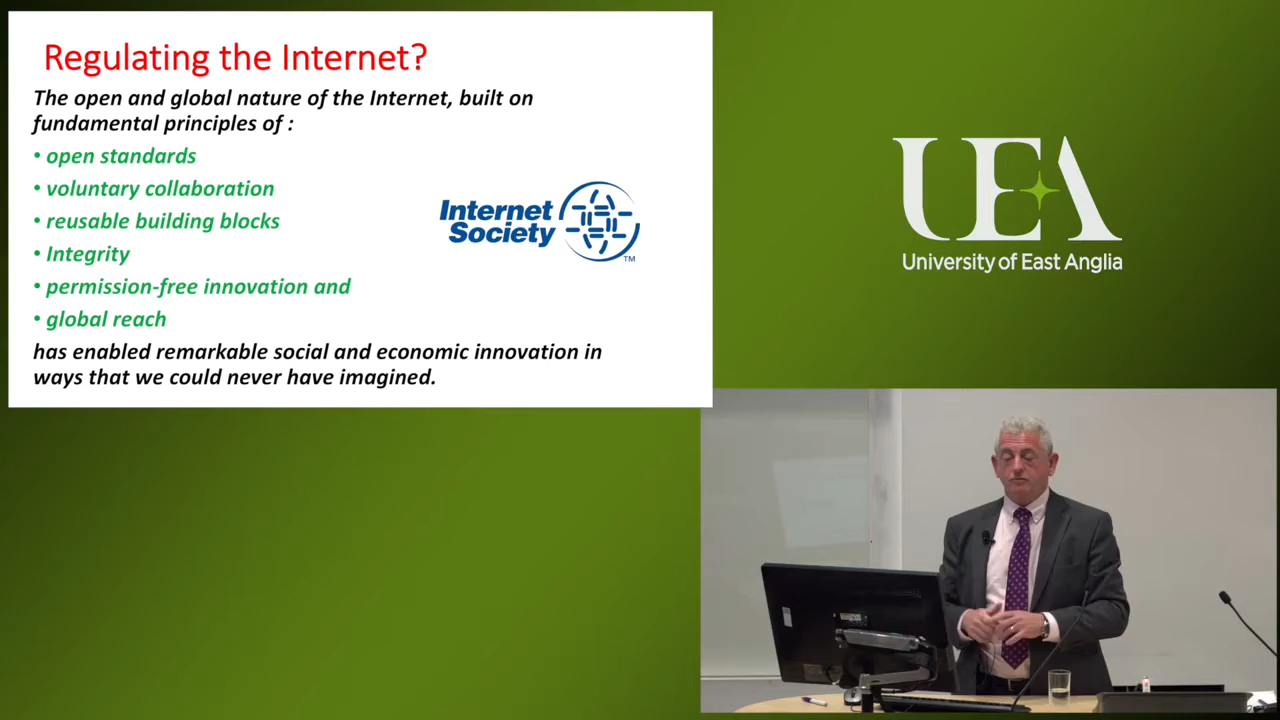 Regulating the Internet?
The open and global nature of the Internet, built on
fundamental principles of :
• open standards
• voluntary collaboration
• reusable building blocks
• Integrity
• permission-free innovation and
• global reach
has enabled remarkable social and economic innovation in
ways that we could never have imagined.
Internet
Society
TM
UEA
University of East Anglia